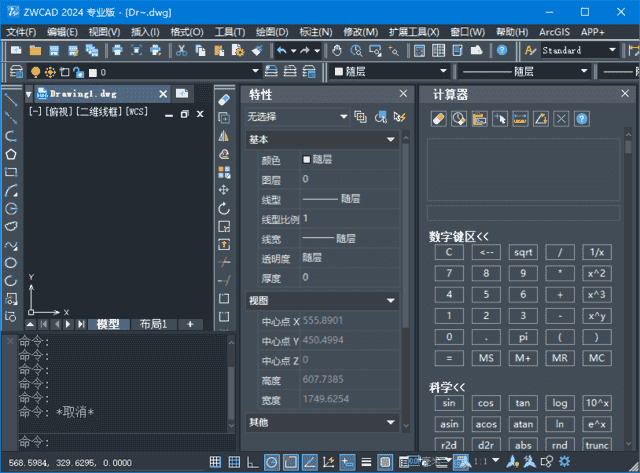 ZWCAD 2024 专业版 - [Dr~.dwg]
文件(F) 编辑(E) 视图(V) 插入(I) 格式(O) 工具(T) 绘图(D) 标注(N) 修改(M) 扩展工具(X) 窗口(W) 帮助(H) ArcGIS APP+
Standard
0 随层 随层
Drawing1.dwg
[-] [俯视] [二维线框] [WCS]
Y
X
模型 布局1 +
命令:
命令:
命令:
命令:
命令:
命令: *取消*
命令:
特性
无选择
基本
颜色 随层
图层 0
线型 随层
线型比例 1
线宽 随层
透明度 随层
厚度 0
视图
中心点 X 555.8901
中心点 Y 450.4994
中心点 Z 0
高度 607.7385
宽度 1749.6254
其他
计算器
数字键区<<
C <-- sqrt / 1/x
7 8 9 * x^2
4 5 6 + x^3
1 2 3 - x^y
0 . pi ( )
= MS M+ MR MC
科学<<
sin cos tan log 10^x
asin acos atan ln e^x
r2d d2r abs rnd trunc
568.5984, 329.6295, 0.0000
毫米 1:1